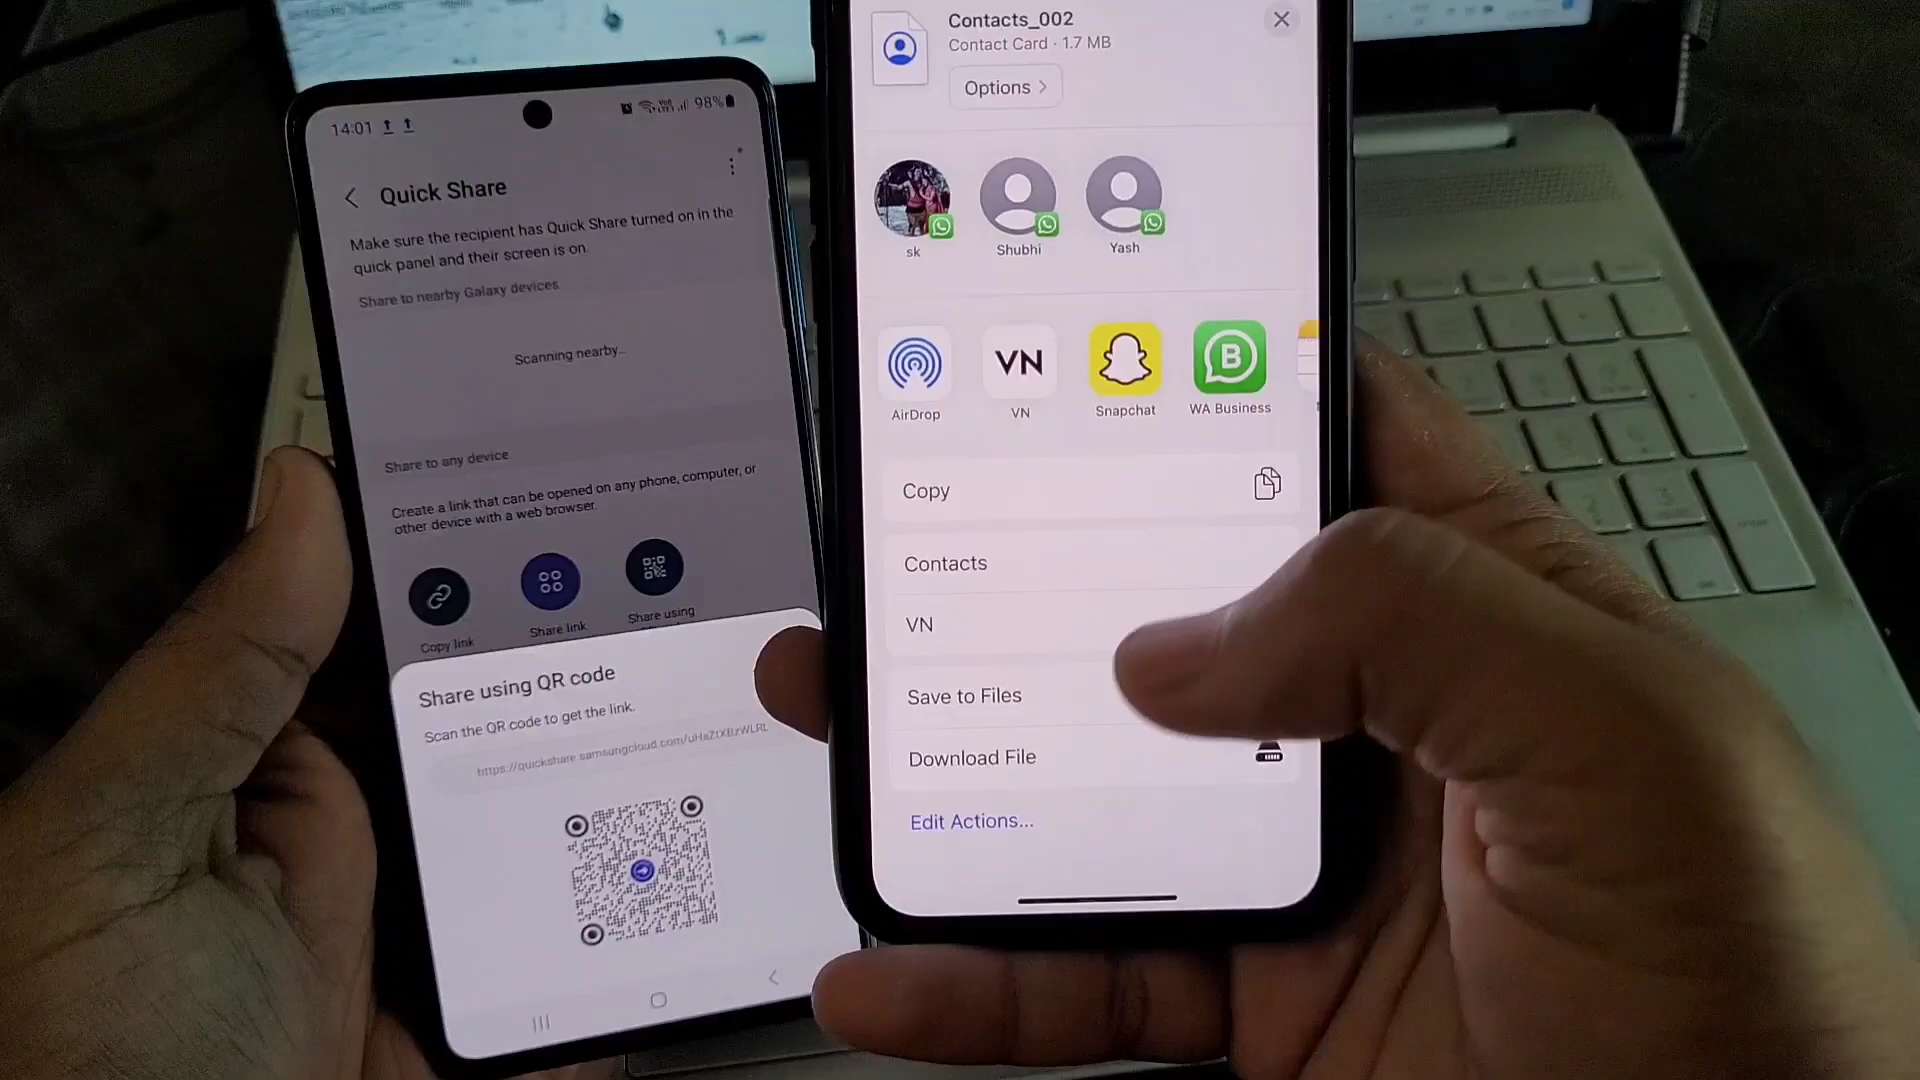 14:01
98%
Quick Share
Make sure the recipient has Quick Share turned on in the
quick panel and their screen is on.
Share to nearby Galaxy devices
Scanning nearby...
Share to any device
Create a link that can be opened on any phone, computer, or
other device with a web browser.
Copy link
Share link
Share using
Share using QR code
Scan the QR code to get the link.
Contacts_002
Contact Card · 1.7 MB
Options
sk
Shubhi
Yash
VN
B
AirDrop
VN
Snapchat
WA Business
Copy
Contacts
VN
Save to Files
Download File
Edit Actions...